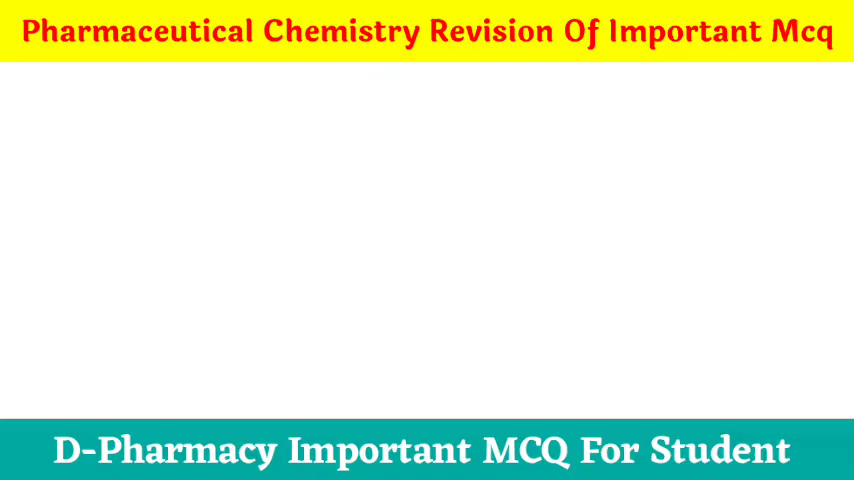 Pharmaceutical Chemistry Revision Of Important Mcq
D-Pharmacy Important MCQ For Student